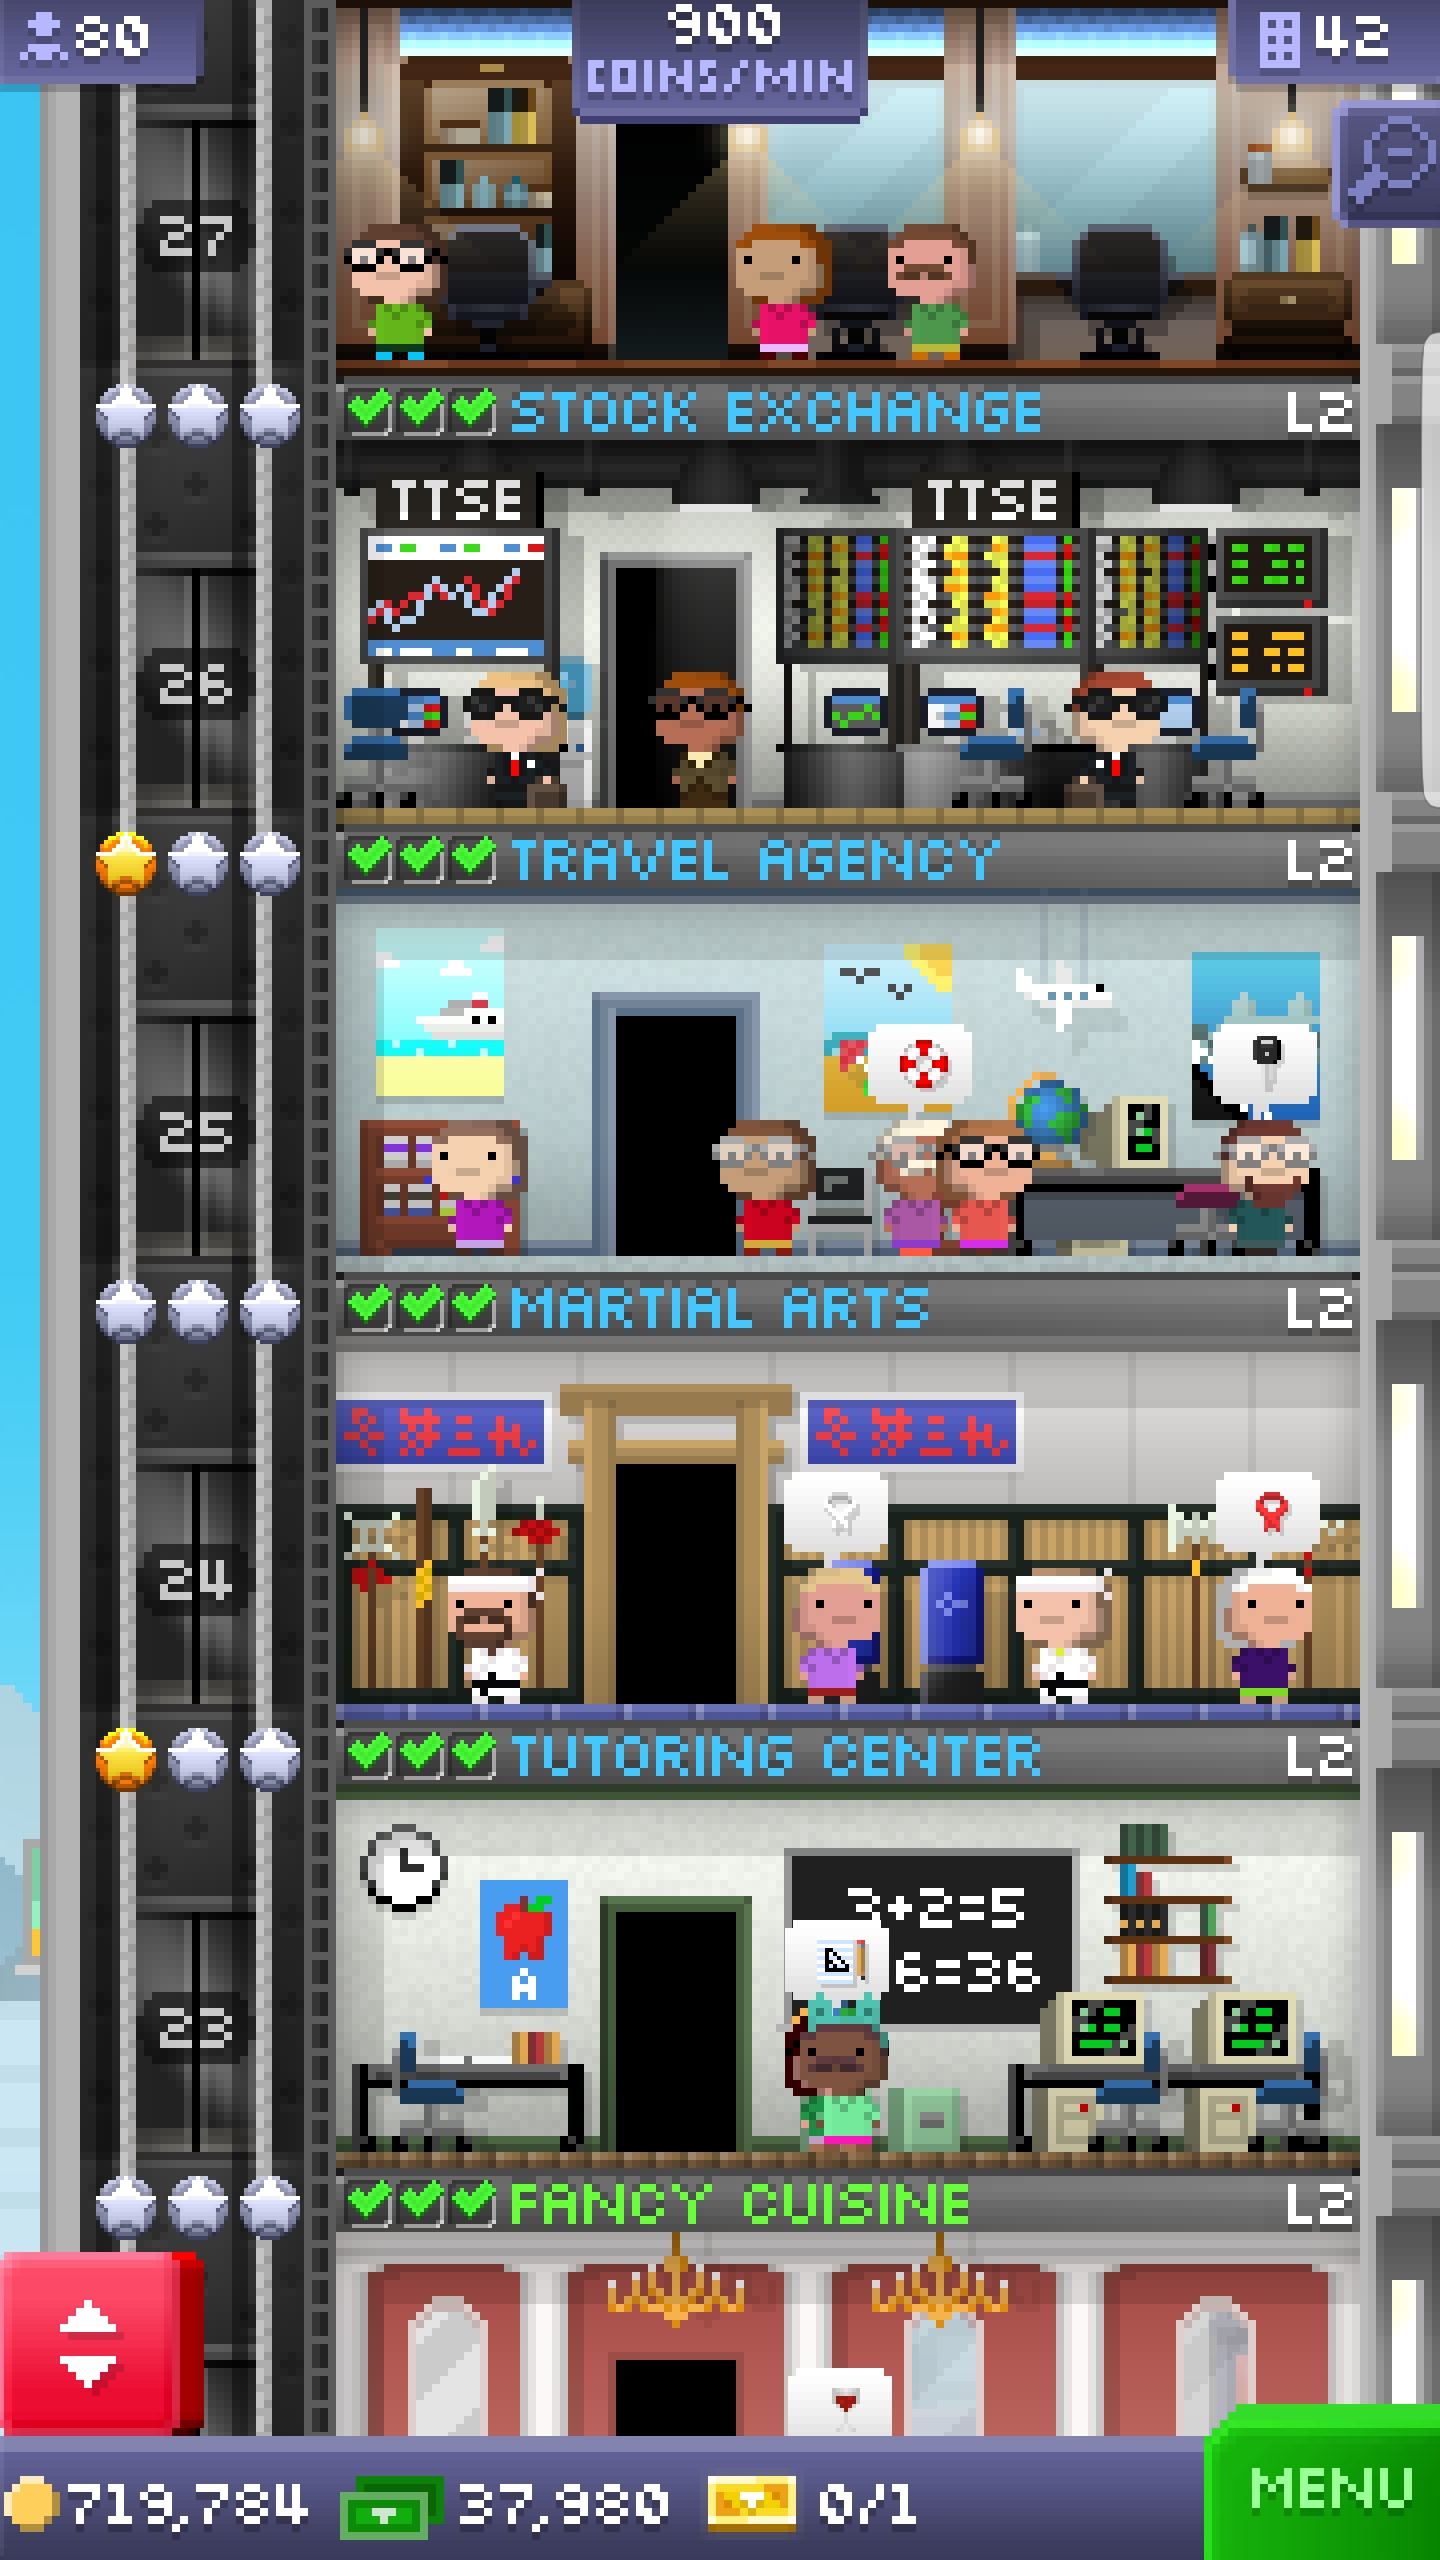 80
900
COINS/MIN
42
27
STOCK EXCHANGE L2
TTSE TTSE
26
TRAVEL AGENCY L2
25
MARTIAL ARTS L2
24
TUTORING CENTER L2
3+2=5
6=36
A
23
FANCY CUISINE L2
719,784 37,980 0/1
MENU